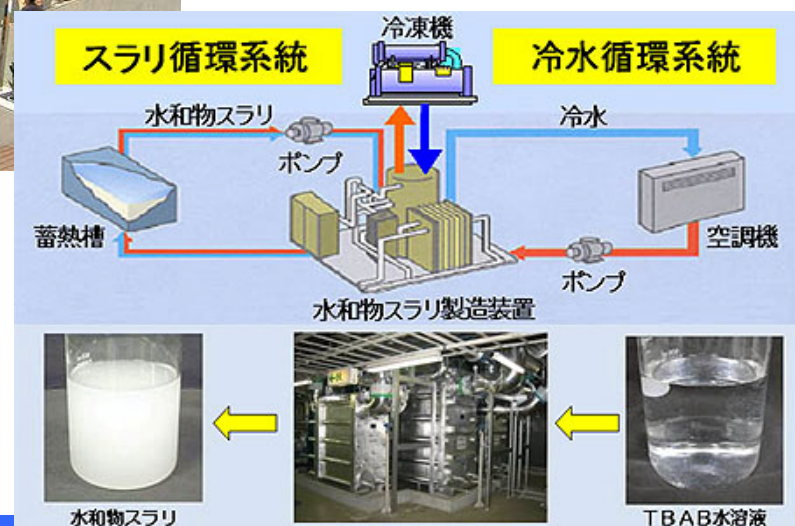 スラリ循環系統
冷凍機
冷水循環系統
水和物スラリ
ポンプ
冷水
蓄熱槽
空調機
ポンプ
水和物スラリ製造装置
水和物スラリ
TBAB水溶液